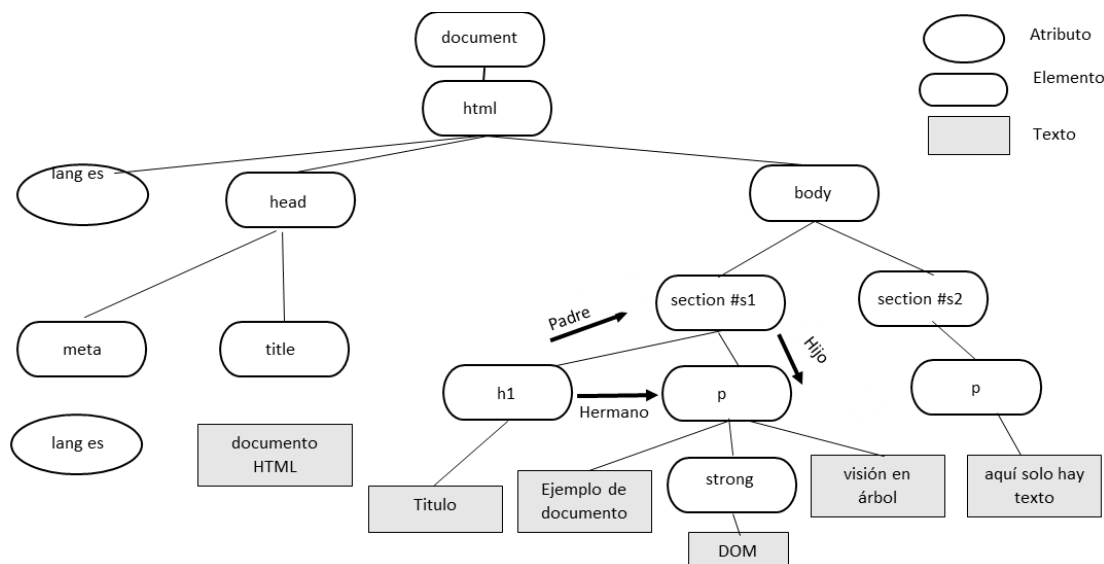 document
Atributo
Elemento
html
Texto
lang es
head
body
section #s1
section #s2
Padre
Hijo
meta
title
h1
Hermano
p
p
lang es
documento
HTML
Titulo
Ejemplo de
documento
strong
visión en
árbol
aquí solo hay
texto
DOM